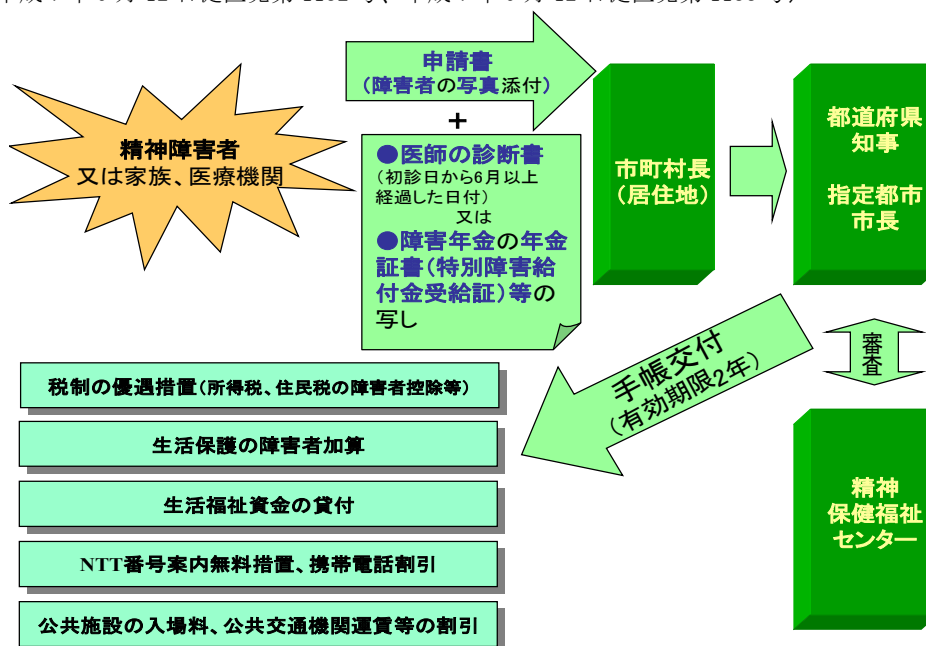 申請書
(障害者の写真添付)
+
精神障害者
又は家族、医療機関
●医師の診断書
(初診日から6月以上
経過した日付)
又は
●障害年金の年金
証書(特別障害給
付金受給証)等の
写し
市町村長
(居住地)
都道府県
知事
指定都市
市長
審査
精神
保健福祉
センター
手帳交付
(有効期限2年)
税制の優遇措置(所得税、住民税の障害者控除等)
生活保護の障害者加算
生活福祉資金の貸付
NTT番号案内無料措置、携帯電話割引
公共施設の入場料、公共交通機関運賃等の割引